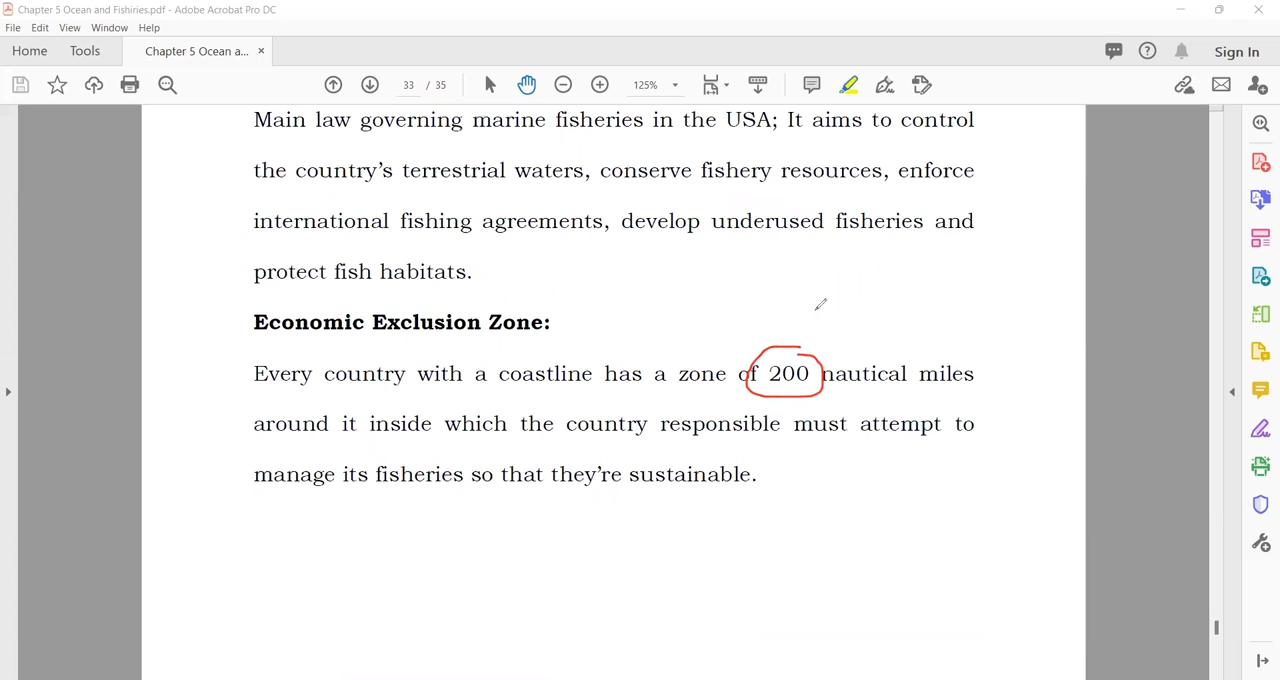 Chapter 5 Ocean and Fishiries.pdf - Adobe Acrobat Pro DC
File Edit View Window Help
Home Tools Chapter 5 Ocean a... × Sign In
33 / 35 125%
Main law governing marine fisheries in the USA; It aims to control
the country’s terrestrial waters, conserve fishery resources, enforce
international fishing agreements, develop underused fisheries and
protect fish habitats.
Economic Exclusion Zone:
Every country with a coastline has a zone of 200 nautical miles
around it inside which the country responsible must attempt to
manage its fisheries so that they’re sustainable.